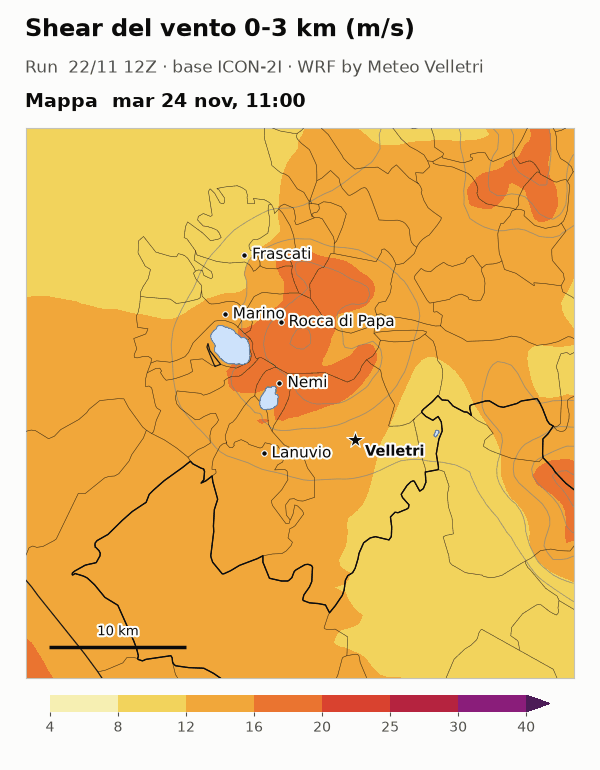 Shear del vento 0-3 km (m/s)
Run 22/11 12Z · base ICON-2I · WRF by Meteo Velletri
Mappa mar 24 nov, 11:00
Frascati
Marino
Rocca di Papa
Nemi
Velletri
Lanuvio
10 km
4 8 12 16 20 25 30 40